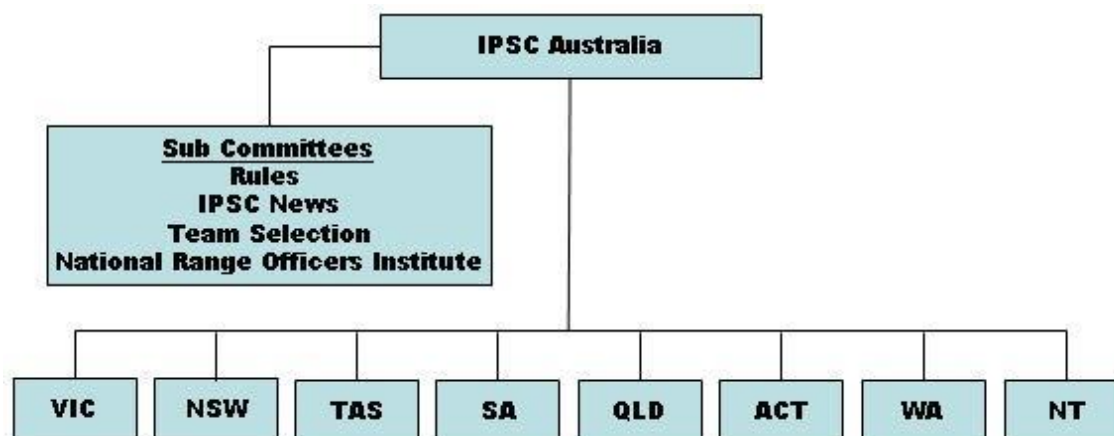 IPSC Australia
Sub Committees
Rules
IPSC News
Team Selection
National Range Officers Institute
VIC
NSW
TAS
SA
QLD
ACT
WA
NT